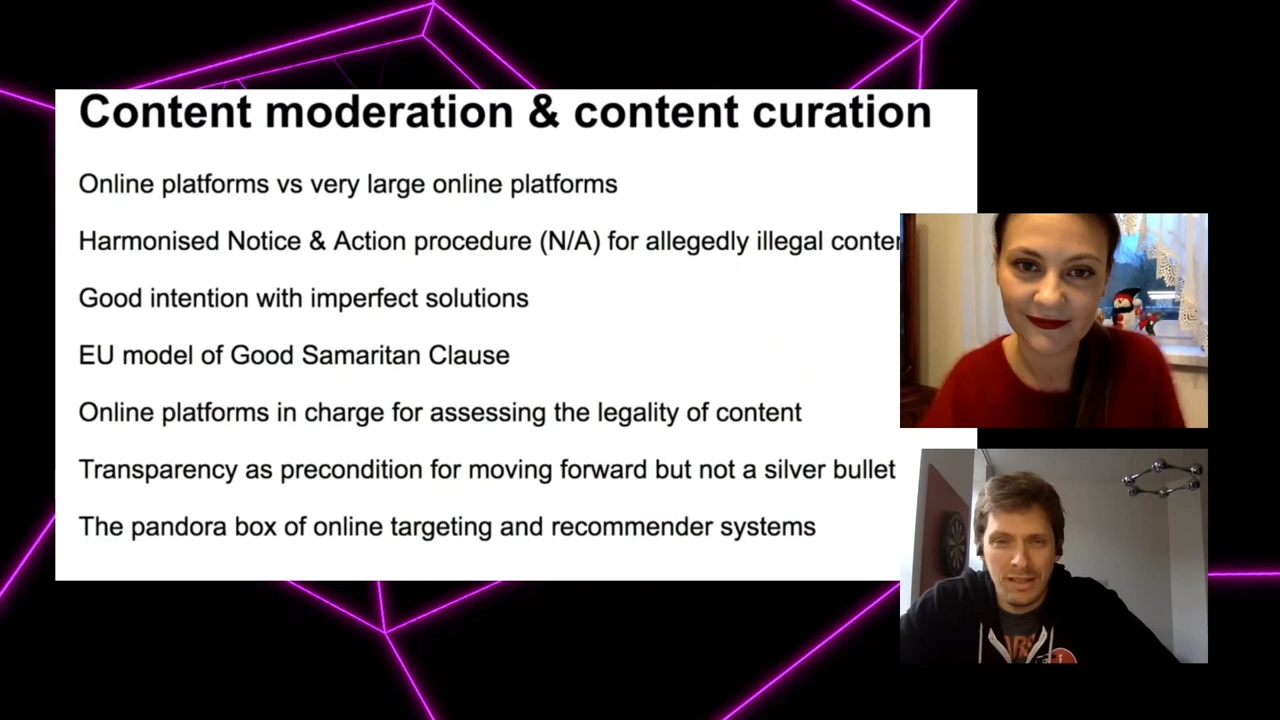 Content moderation & content curation
Online platforms vs very large online platforms
Harmonised Notice & Action procedure (N/A) for allegedly illegal
Good intention with imperfect solutions
EU model of Good Samaritan Clause
Online platforms in charge for assessing the legality of content
Transparency as precondition for moving forward but not a silver bullet
The pandora box of online targeting and recommender systems